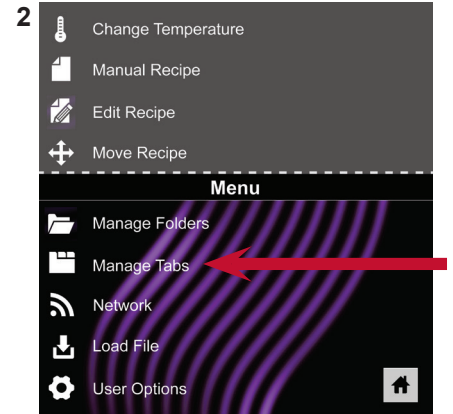 2
Change Temperature
Manual Recipe
Edit Recipe
Move Recipe
Menu
Manage Folders
Manage Tabs
Network
Load File
User Options